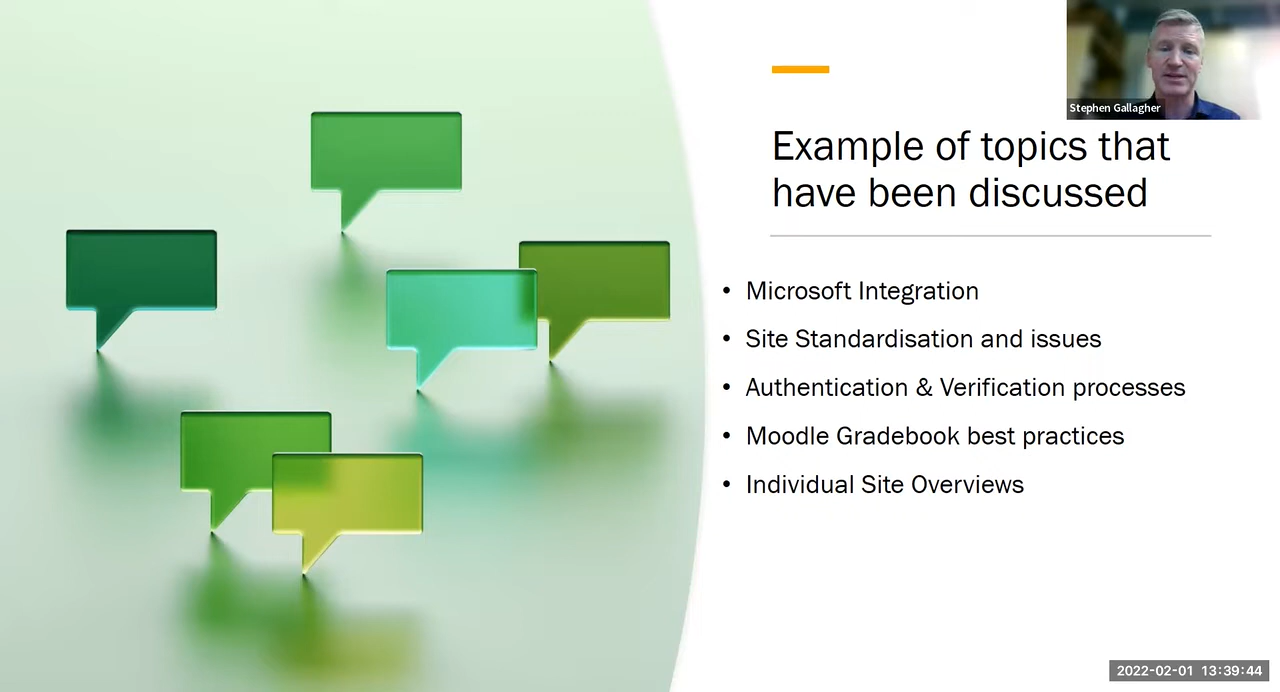 Stephen Gallagher
Example of topics that
have been discussed
• Microsoft Integration
• Site Standardisation and issues
• Authentication & Verification processes
• Moodle Gradebook best practices
• Individual Site Overviews
2022-02-01 13:39:44